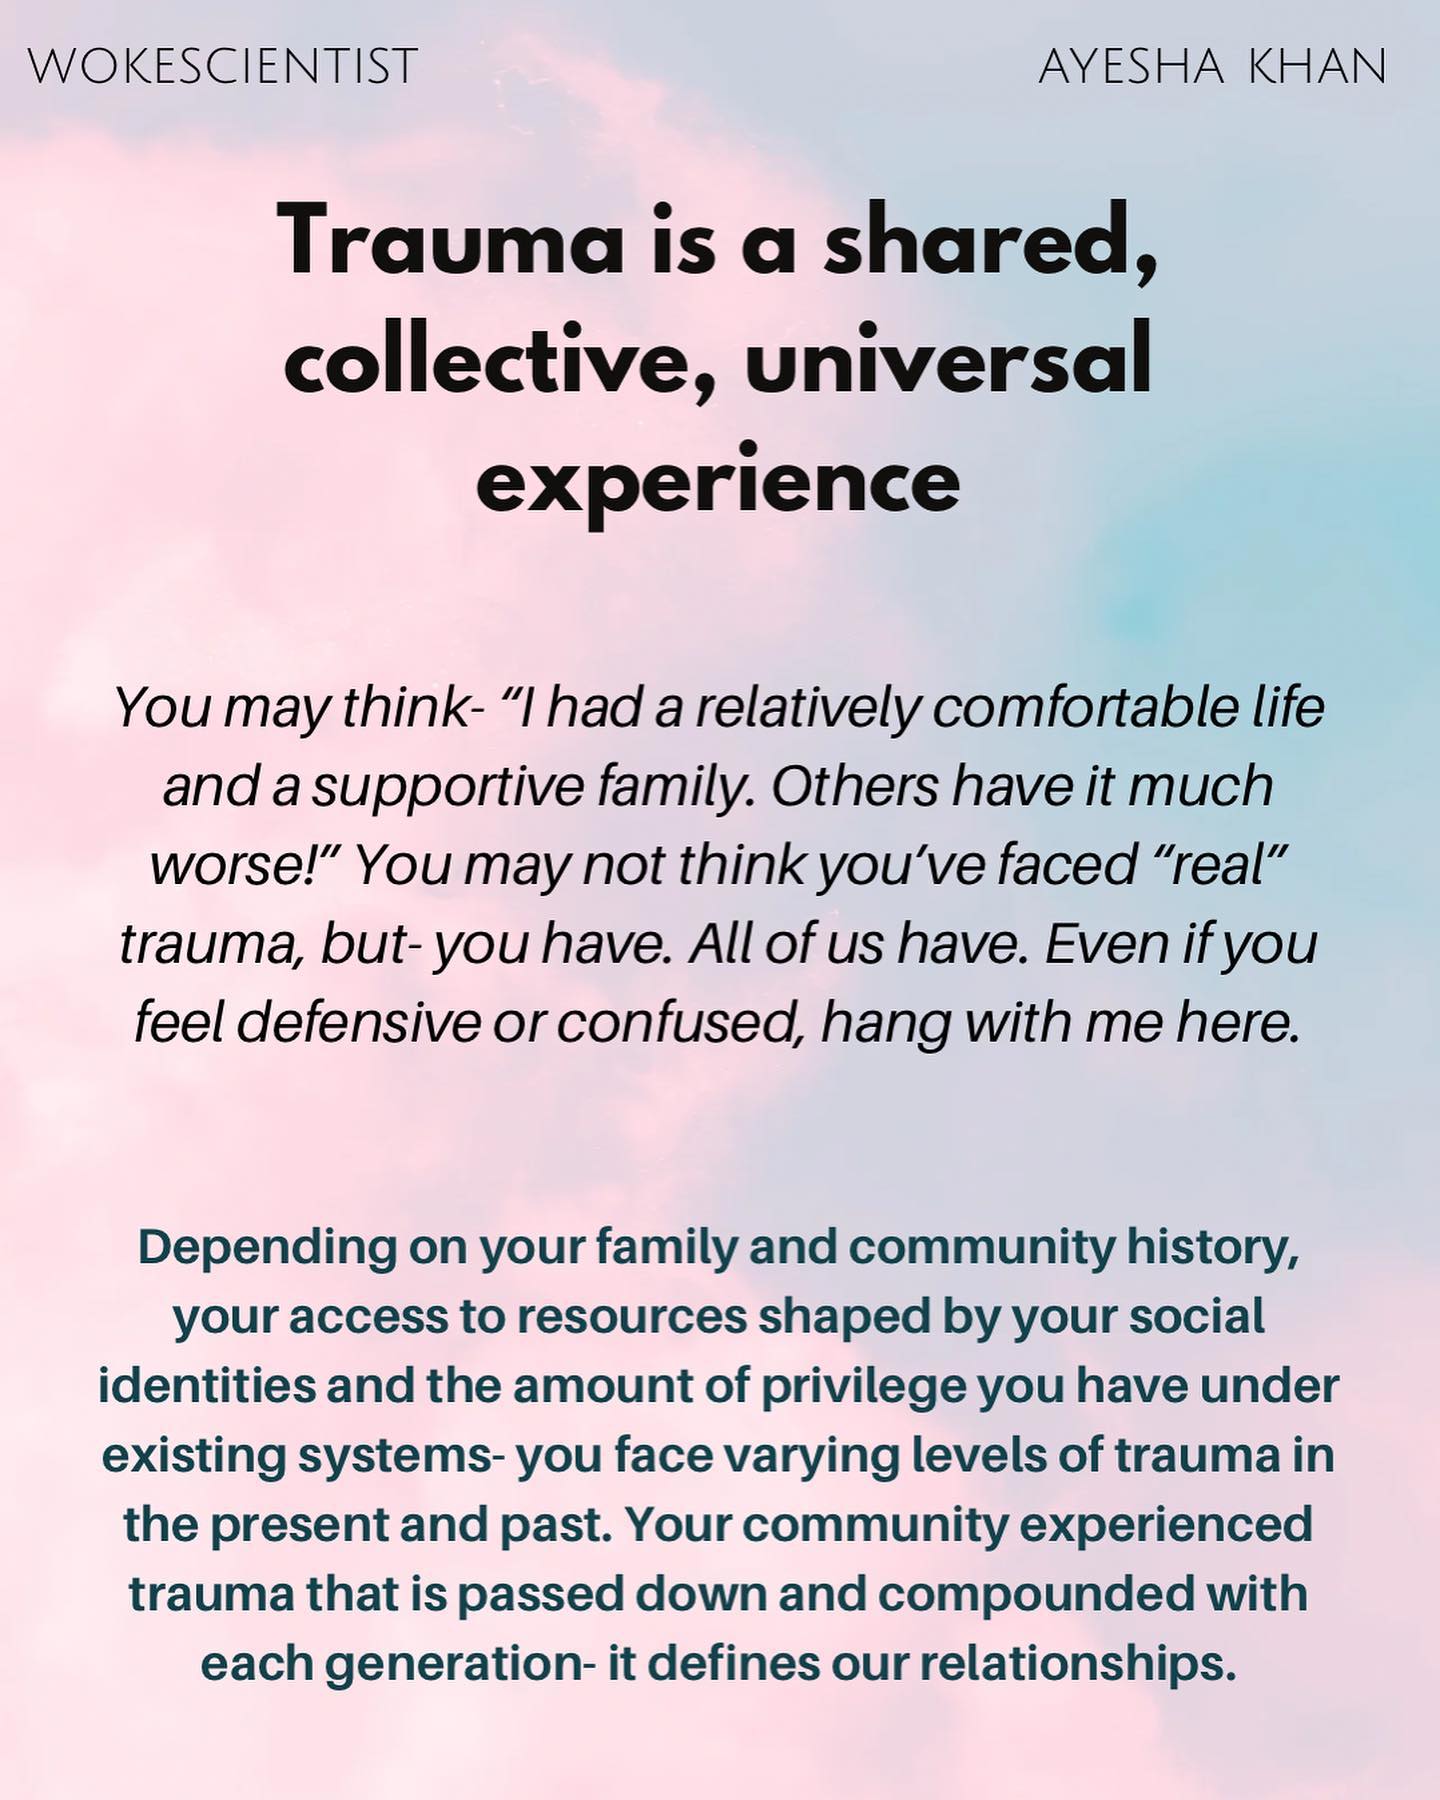 WOKESCIENTIST
AYESHA KHAN
Trauma is a shared,
collective, universal
experience
You may think- “I had a relatively comfortable life
and a supportive family. Others have it much
worse!” You may not think you’ve faced “real”
trauma, but- you have. All of us have. Even if you
feel defensive or confused, hang with me here.
Depending on your family and community history,
your access to resources shaped by your social
identities and the amount of privilege you have under
existing systems- you face varying levels of trauma in
the present and past. Your community experienced
trauma that is passed down and compounded with
each generation- it defines our relationships.